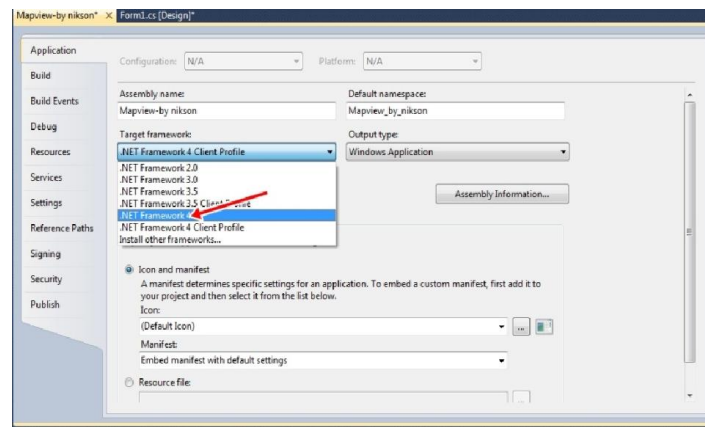 Mapview-by nikson* X Form1.cs [Design]*
Application
Build
Build Events
Debug
Resources
Services
Settings
Reference Paths
Signing
Security
Publish
Configuration: N/A Platform: N/A
Assembly name: Default namespace:
Mapview-by nikson Mapview_by_nikson
Target framework: Output type:
.NET Framework 4 Client Profile Windows Application
.NET Framework 2.0
.NET Framework 3.0
.NET Framework 3.5
.NET Framework 3.5 Client Profile
.NET Framework 4
.NET Framework 4 Client Profile
Install other frameworks...
Assembly Information...
Icon and manifest
A manifest determines specific settings for an application. To embed a custom manifest, first add it to
your project and then select it from the list below.
Icon:
(Default Icon) ...
Manifest:
Embed manifest with default settings
Resource file:
...